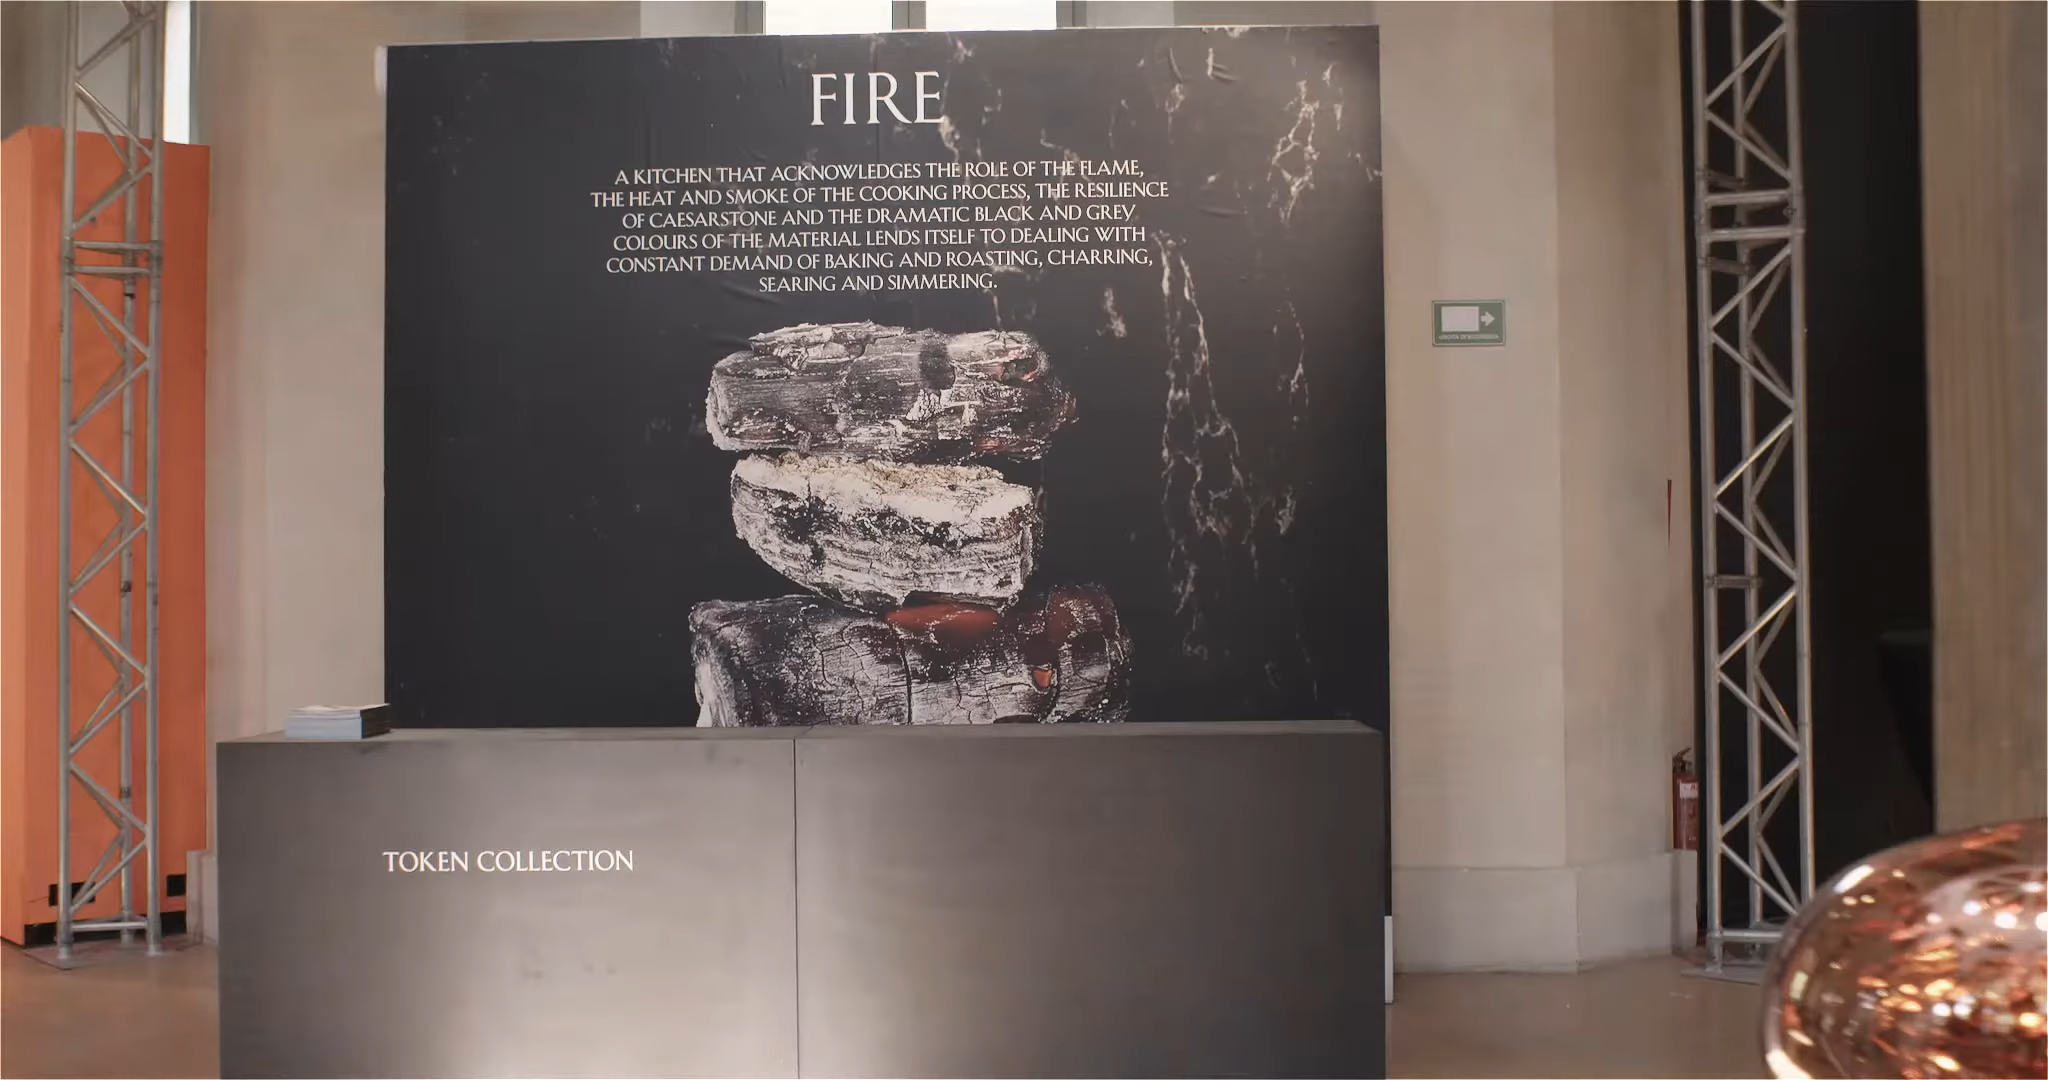 FIRE
A KITCHEN THAT ACKNOWLEDGES THE ROLE OF THE FLAME,
THE HEAT AND SMOKE OF THE COOKING PROCESS, THE RESILIENCE
OF CAESARSTONE AND THE DRAMATIC BLACK AND GREY
COLOURS OF THE MATERIAL LENDS ITSELF TO DEALING WITH
CONSTANT DEMAND OF BAKING AND ROASTING, CHARRING,
SEARING AND SIMMERING.
TOKEN COLLECTION